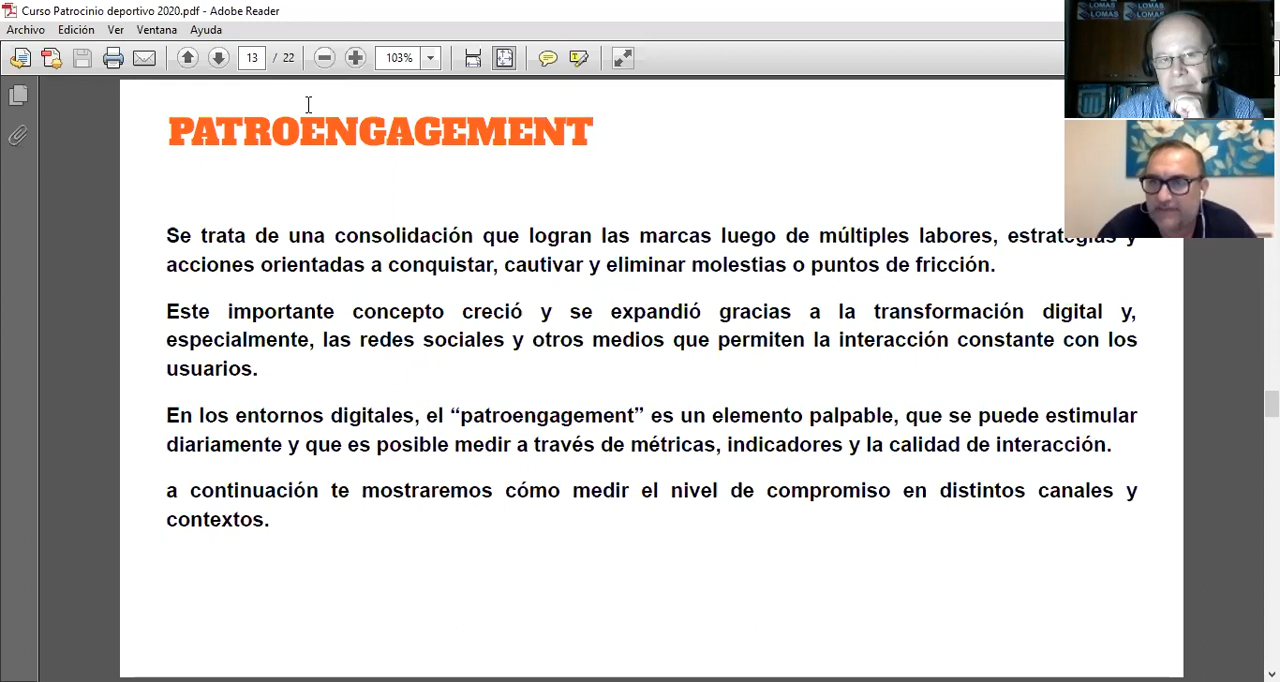 Curso Patrocinio deportivo 2020.pdf - Adobe Reader
Archivo Edición Ver Ventana Ayuda
13 / 22 103%
LOMAS LOMAS
LOMAS LOMAS
PATROENGAGEMENT
Se trata de una consolidación que logran las marcas luego de múltiples labores, estrategias y
acciones orientadas a conquistar, cautivar y eliminar molestias o puntos de fricción.
Este importante concepto creció y se expandió gracias a la transformación digital y,
especialmente, las redes sociales y otros medios que permiten la interacción constante con los
usuarios.
En los entornos digitales, el “patroengagement” es un elemento palpable, que se puede estimular
diariamente y que es posible medir a través de métricas, indicadores y la calidad de interacción.
a continuación te mostraremos cómo medir el nivel de compromiso en distintos canales y
contextos.